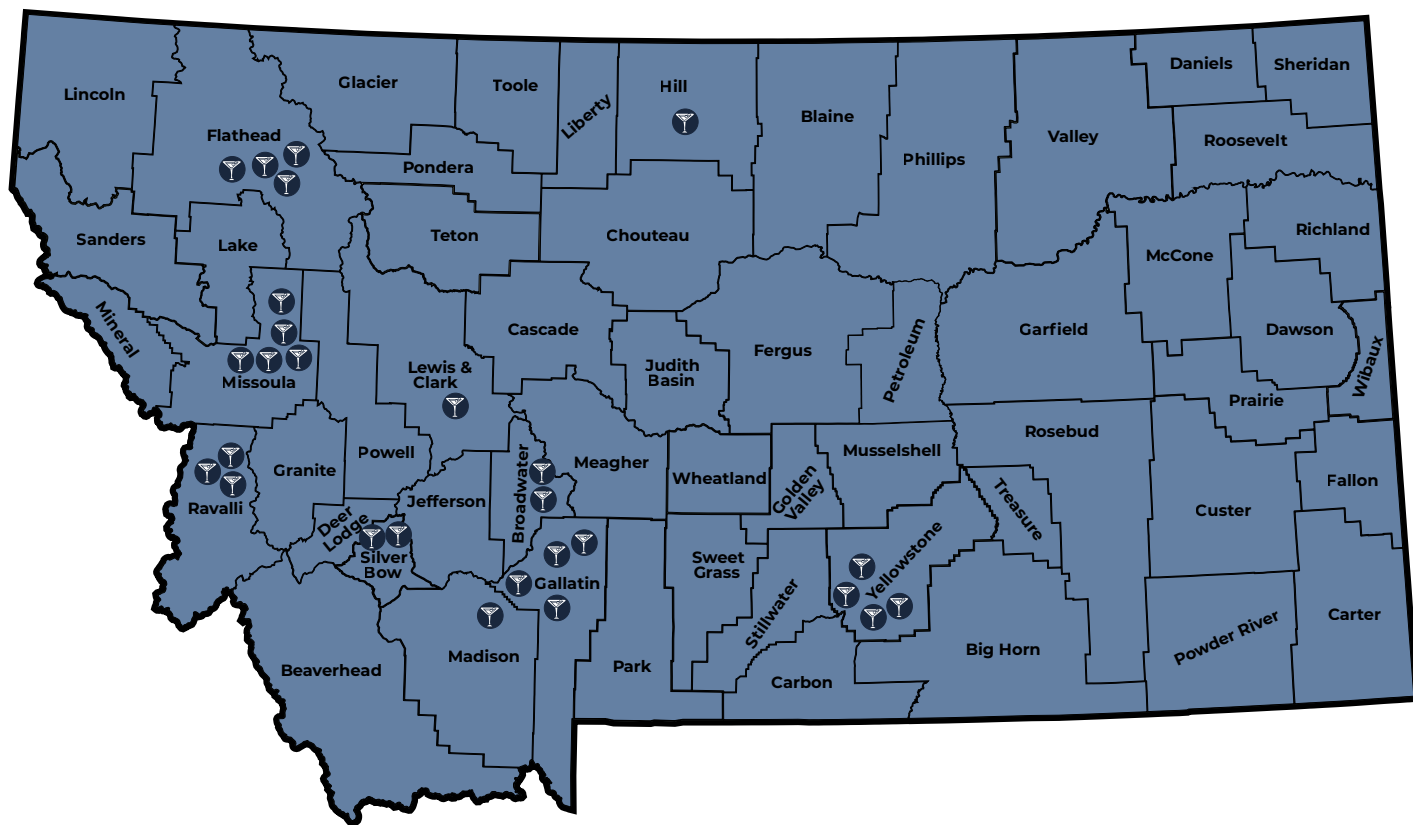 Lincoln
Flathead
Glacier
Toole
Liberty
Hill
Blaine
Phillips
Valley
Daniels
Sheridan
Roosevelt
Pondera
Sanders
Lake
Teton
Chouteau
McCone
Richland
Mineral
Missoula
Lewis &
Clark
Cascade
Judith
Basin
Fergus
Petroleum
Garfield
Dawson
Wibaux
Prairie
Ravalli
Granite
Powell
Jefferson
Broadwater
Meagher
Wheatland
Golden
Valley
Musselshell
Rosebud
Treasure
Custer
Fallon
Deer
Lodge
Silver
Bow
Gallatin
Sweet
Grass
Stillwater
Yellowstone
Beaverhead
Madison
Park
Carbon
Big Horn
Powder River
Carter